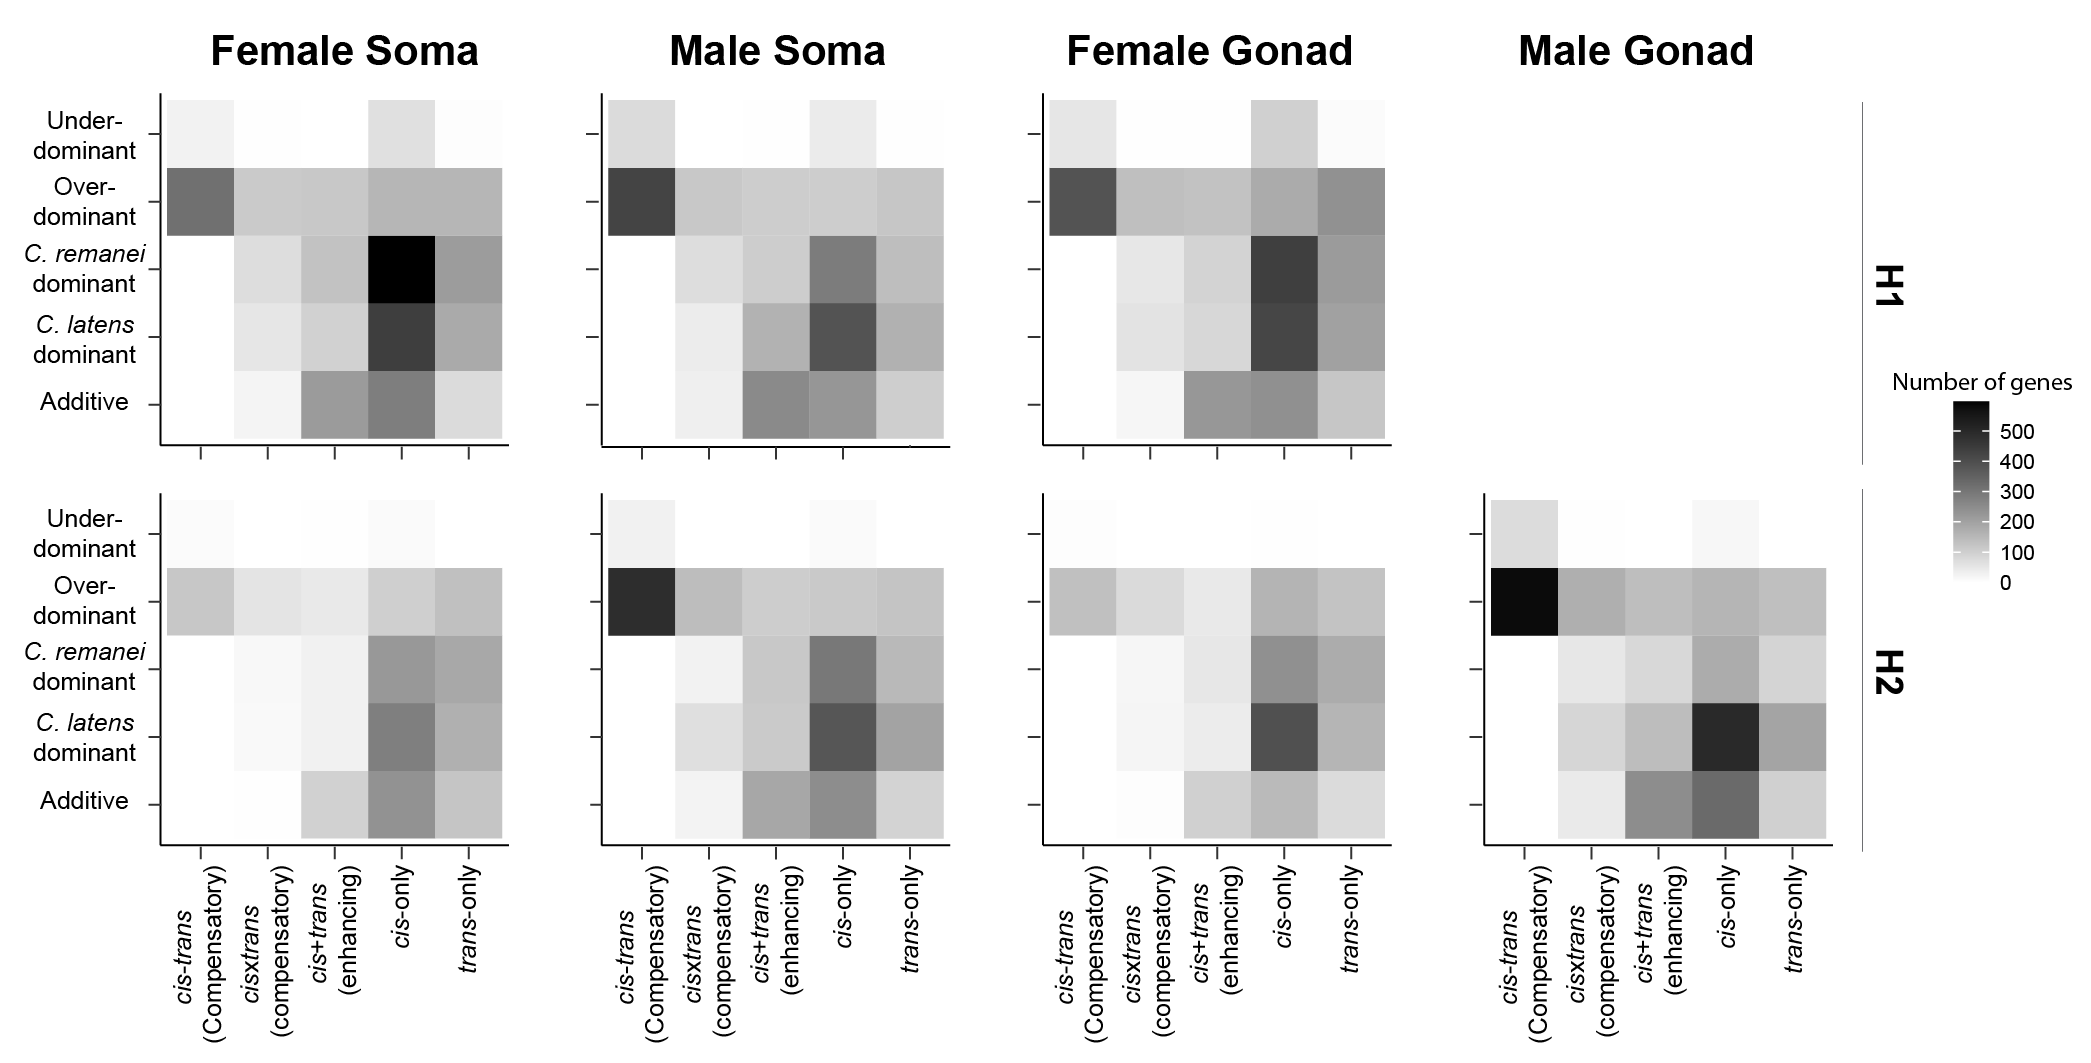 Female Soma
Male Soma
Female Gonad
Male Gonad
Under-
dominant
Over-
dominant
C. remanei
dominant
C. latens
dominant
Additive
H1
Number of genes
500
400
300
200
100
0
Under-
dominant
Over-
dominant
C. remanei
dominant
C. latens
dominant
Additive
H2
cis-trans
(Compensatory)
cisxtrans
(compensatory)
cis+trans
(enhancing)
cis-only
trans-only
cis-trans
(Compensatory)
cisxtrans
(compensatory)
cis+trans
(enhancing)
cis-only
trans-only
cis-trans
(Compensatory)
cisxtrans
(compensatory)
cis+trans
(enhancing)
cis-only
trans-only
cis-trans
(Compensatory)
cisxtrans
(compensatory)
cis+trans
(enhancing)
cis-only
trans-only